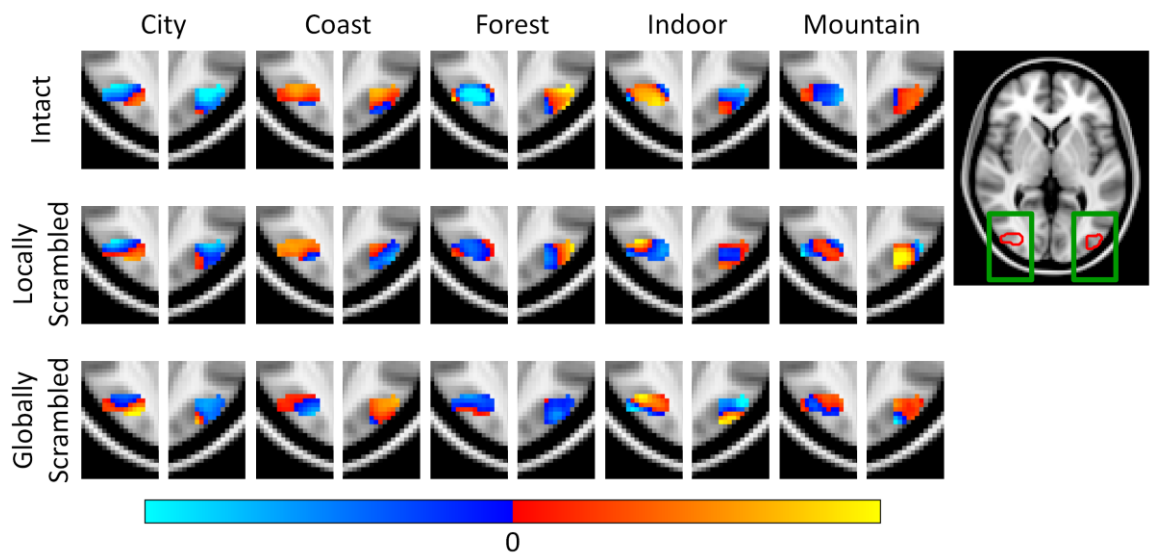 City Coast Forest Indoor Mountain
Intact
Locally
Scrambled
Globally
Scrambled
0